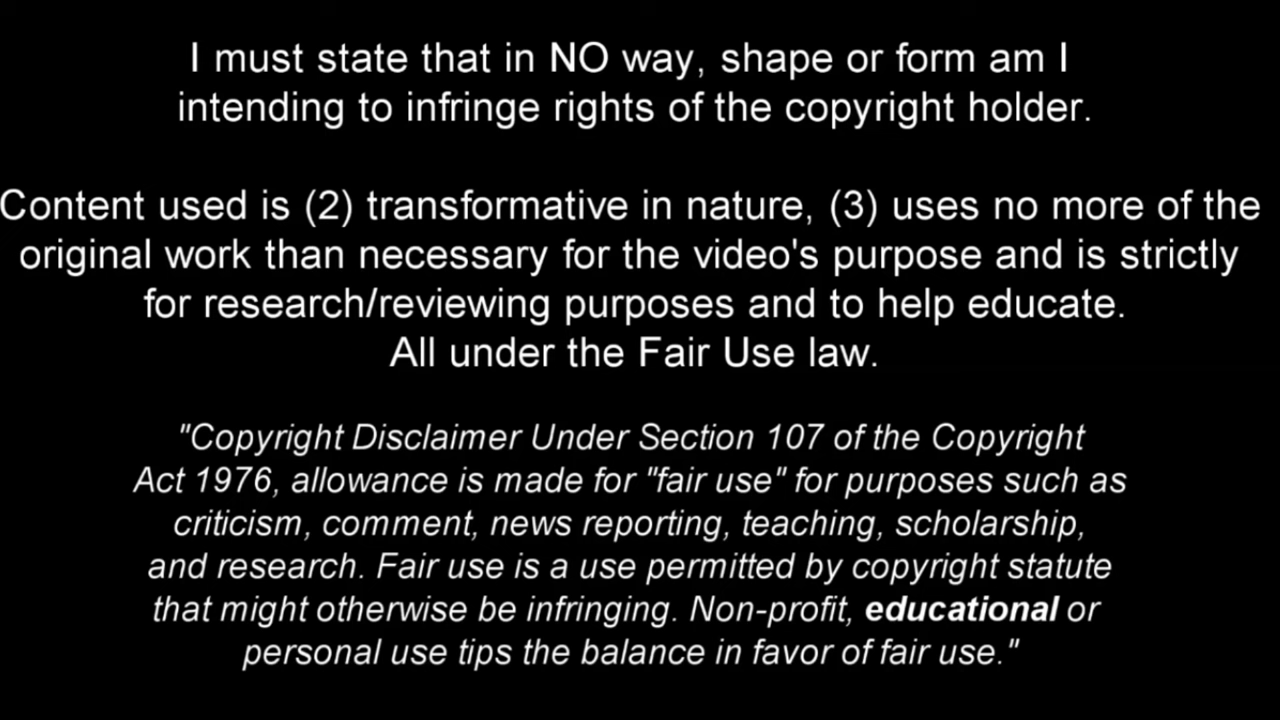 I must state that in NO way, shape or form am I
intending to infringe rights of the copyright holder.
Content used is (2) transformative in nature, (3) uses no more of the
original work than necessary for the video's purpose and is strictly
for research/reviewing purposes and to help educate.
All under the Fair Use law.
"Copyright Disclaimer Under Section 107 of the Copyright
Act 1976, allowance is made for "fair use" for purposes such as
criticism, comment, news reporting, teaching, scholarship,
and research. Fair use is a use permitted by copyright statute
that might otherwise be infringing. Non-profit, educational or
personal use tips the balance in favor of fair use."